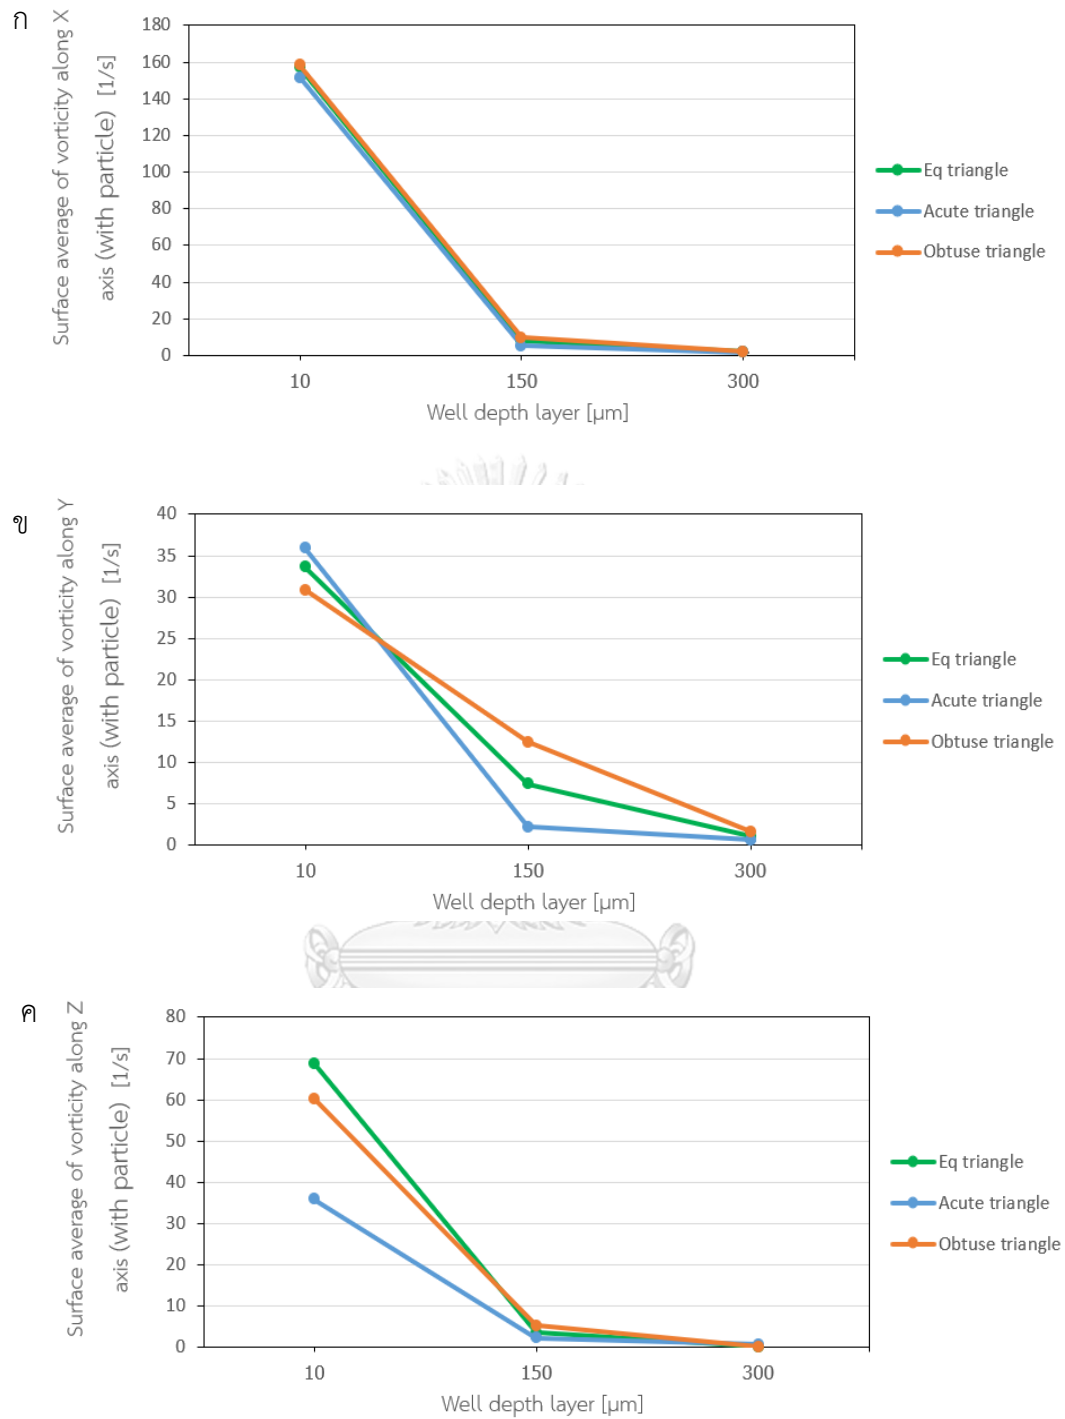 ก
Surface average of vorticity along X
axis (with particle) [1/s]
180
160
140
120
100
80
60
40
20
0
10 150 300
Well depth layer [µm]
Eq triangle
Acute triangle
Obtuse triangle
ข
Surface average of vorticity along Y
axis (with particle) [1/s]
40
35
30
25
20
15
10
5
0
10 150 300
Well depth layer [µm]
Eq triangle
Acute triangle
Obtuse triangle
ค
Surface average of vorticity along Z
axis (with particle) [1/s]
80
70
60
50
40
30
20
10
0
10 150 300
Well depth layer [µm]
Eq triangle
Acute triangle
Obtuse triangle